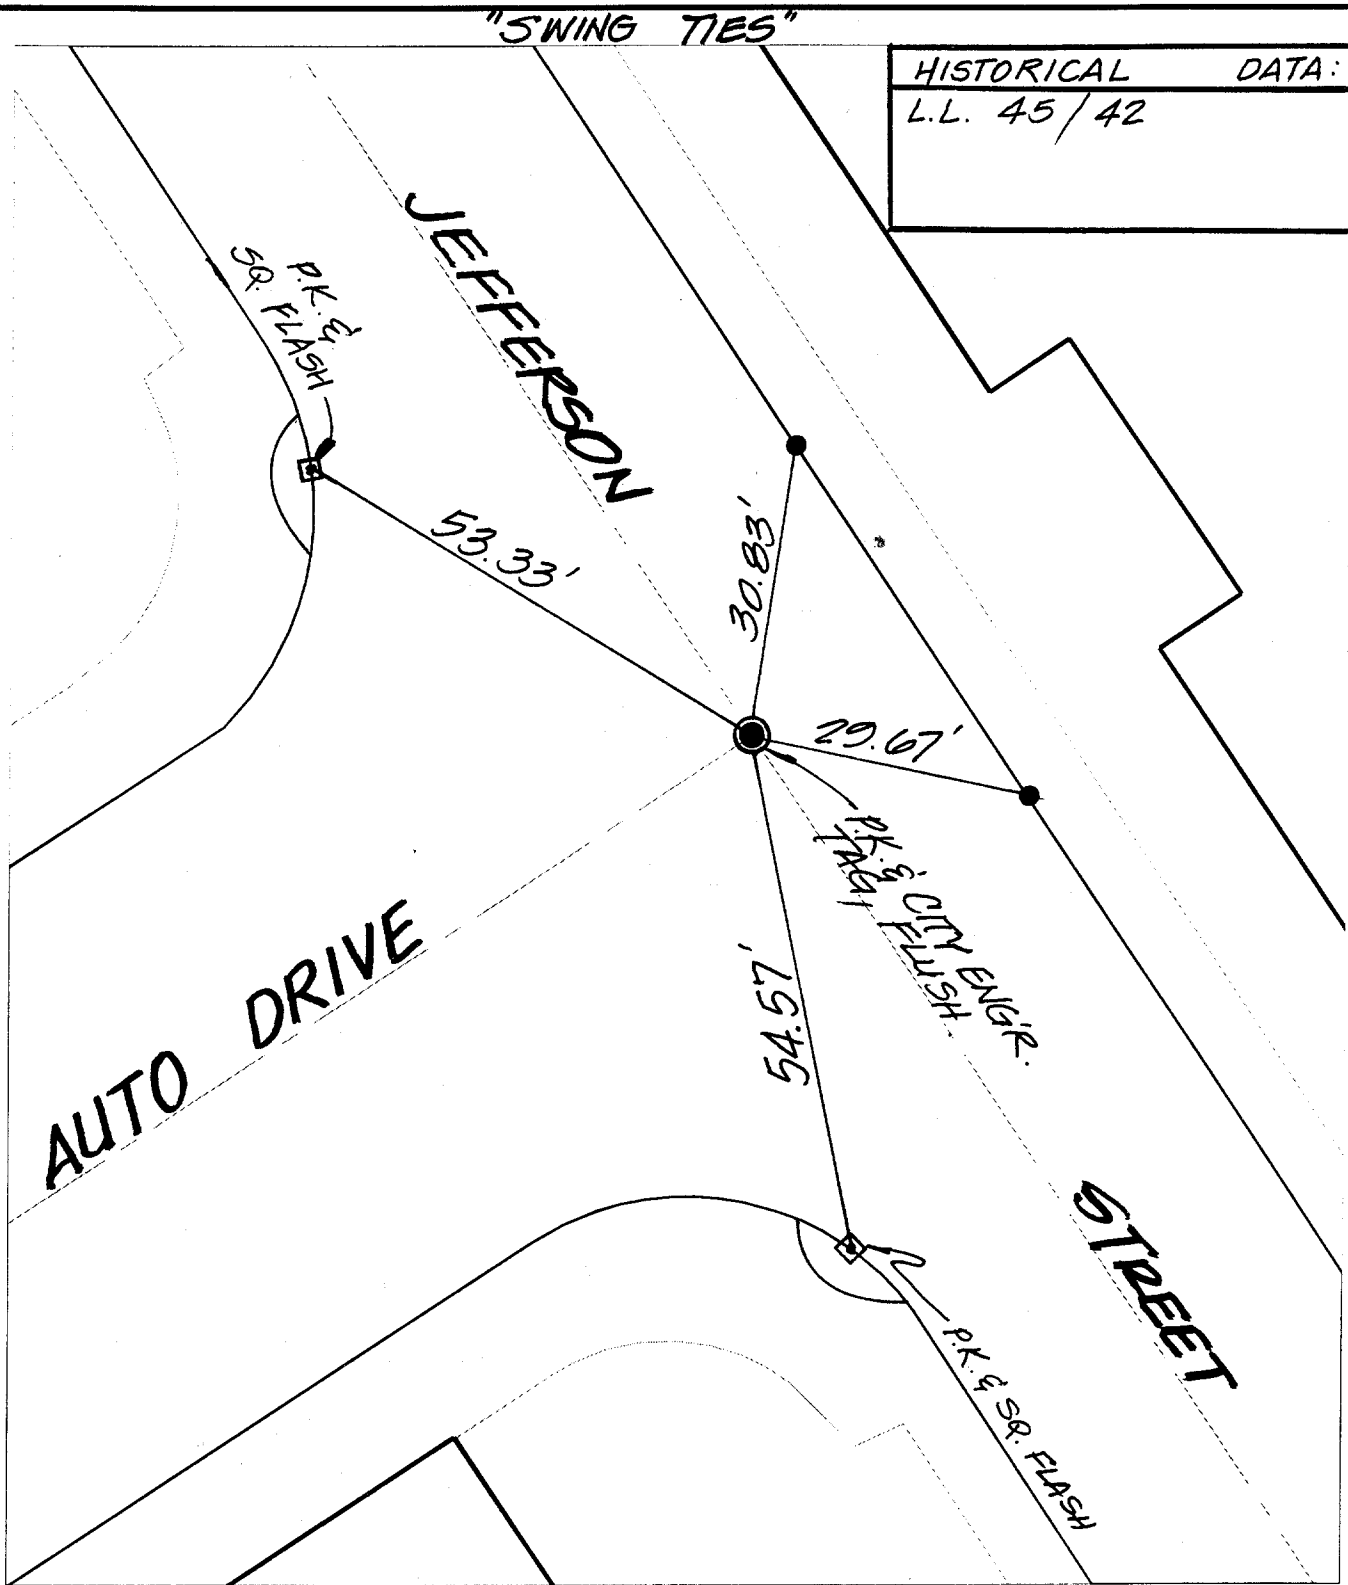 "SWING TIES"
HISTORICAL DATA:
L.L. 45/42
JEFFERSON
P.K. &
SQ. FLASH
53.33'
30.83'
29.67'
P.K. & CITY ENG'R.
TAG, FLUSH
AUTO DRIVE
54.57'
STREET
P.K. & SQ. FLASH